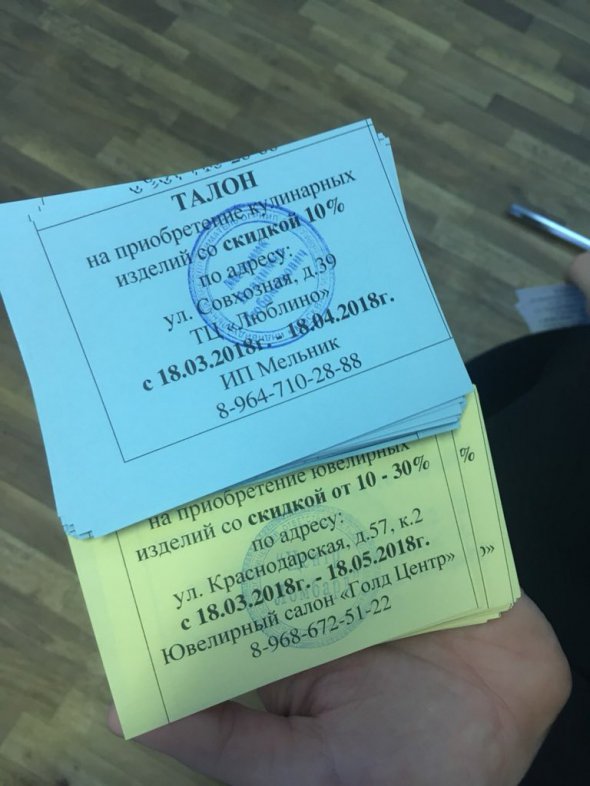 ТАЛОН
на приобретение кулинарных
изделий со скидкой 10%
по адресу:
ул. Совхозная, д.39
ТЦ «Люблино»
с 18.03.2018г. - 18.04.2018г.
ИП Мельник
8-964-710-28-88
на приобретение ювелирных
изделий со скидкой от 10 - 30%
по адресу:
ул. Краснодарская, д.57, к.2
с 18.03.2018г. - 18.05.2018г.
Ювелирный салон «Голд Центр»
8-968-672-51-22
%
»